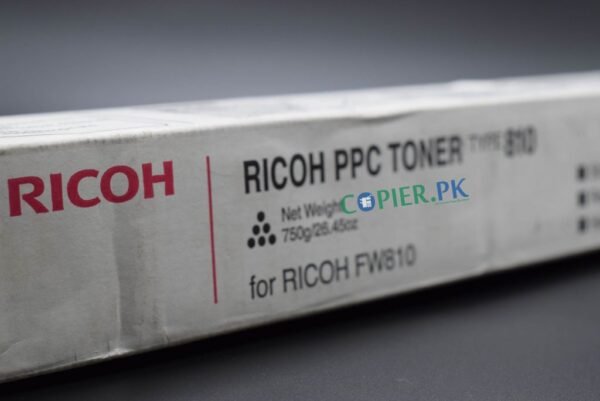 RICOH
RICOH PPC TONER TYPE 810
Net Weight
750g/26.45oz
COPIER.PK
for RICOH FW810